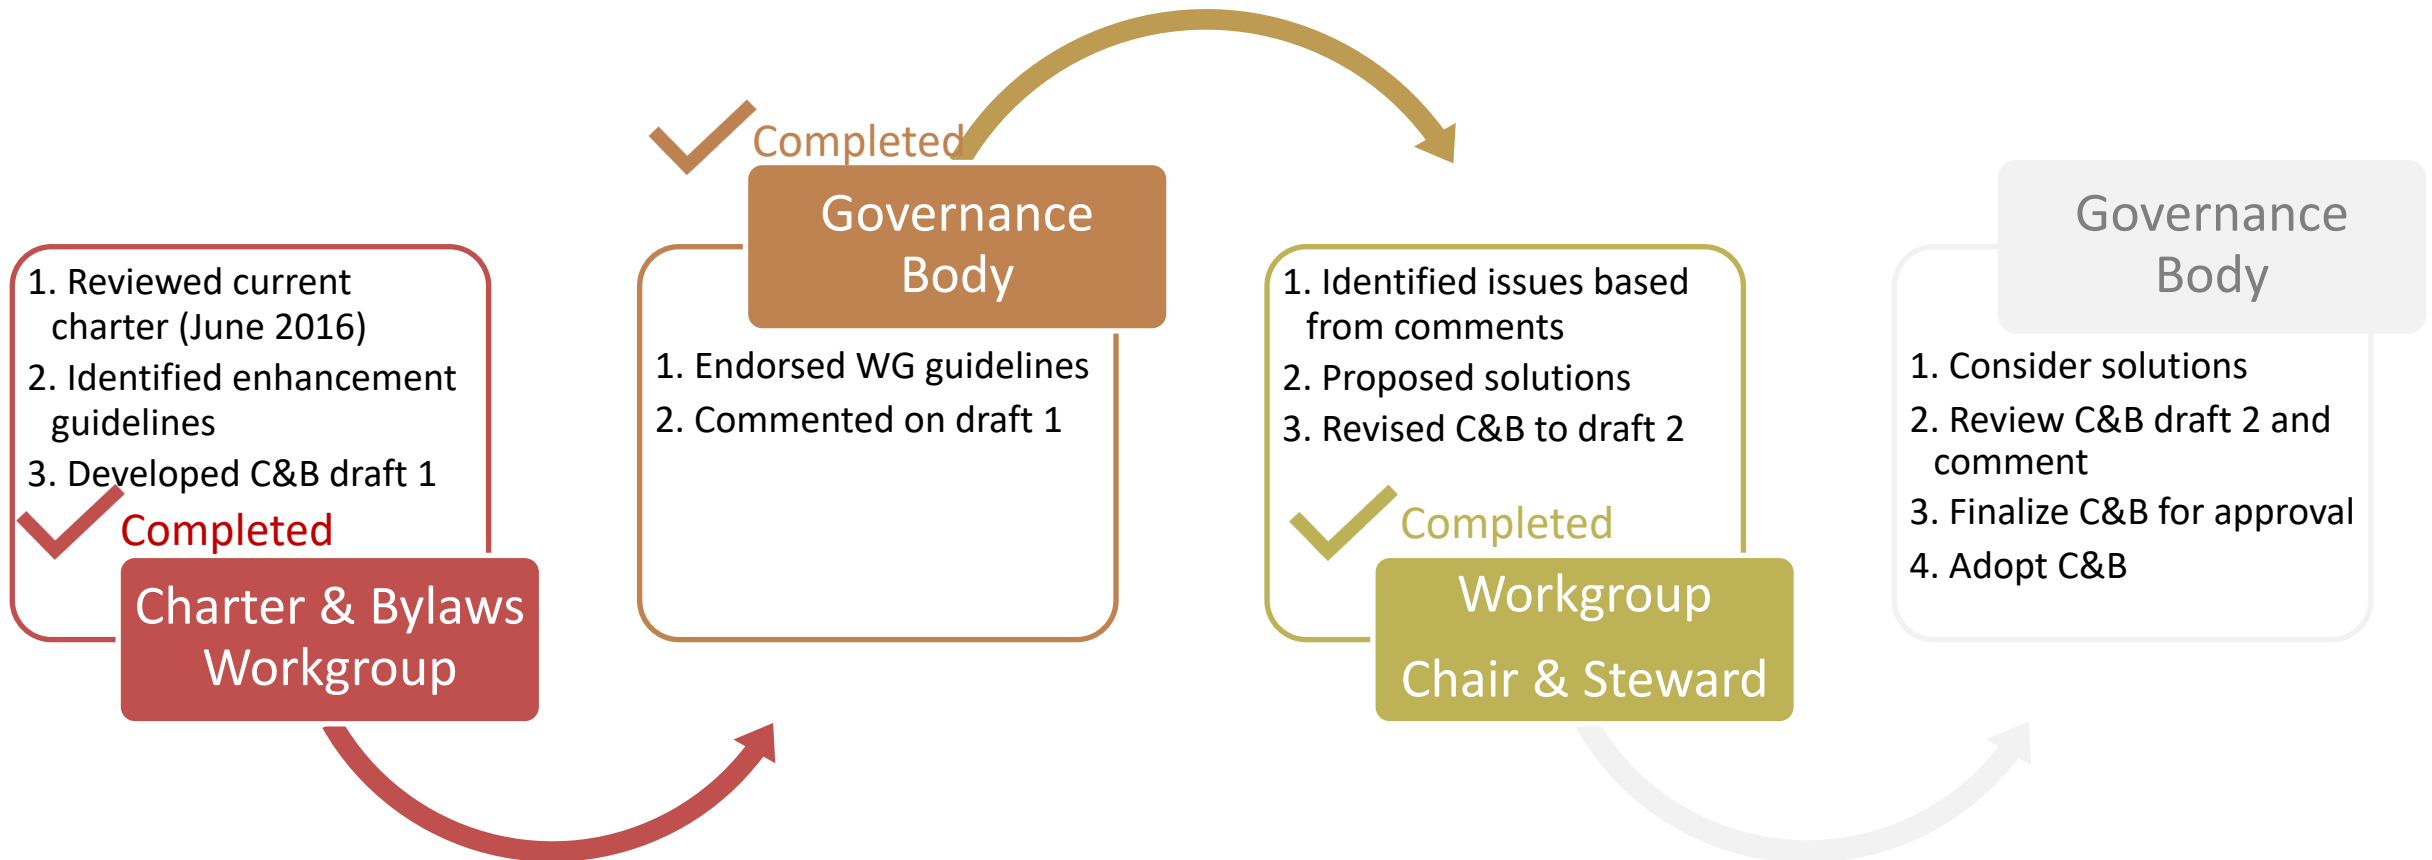 1. Reviewed current
charter (June 2016)
2. Identified enhancement
guidelines
3. Developed C&B draft 1
Completed
Charter & Bylaws
Workgroup
Completed
Governance
Body
1. Endorsed WG guidelines
2. Commented on draft 1
1. Identified issues based
from comments
2. Proposed solutions
3. Revised C&B to draft 2
Completed
Workgroup
Chair & Steward
Governance
Body
1. Consider solutions
2. Review C&B draft 2 and
comment
3. Finalize C&B for approval
4. Adopt C&B